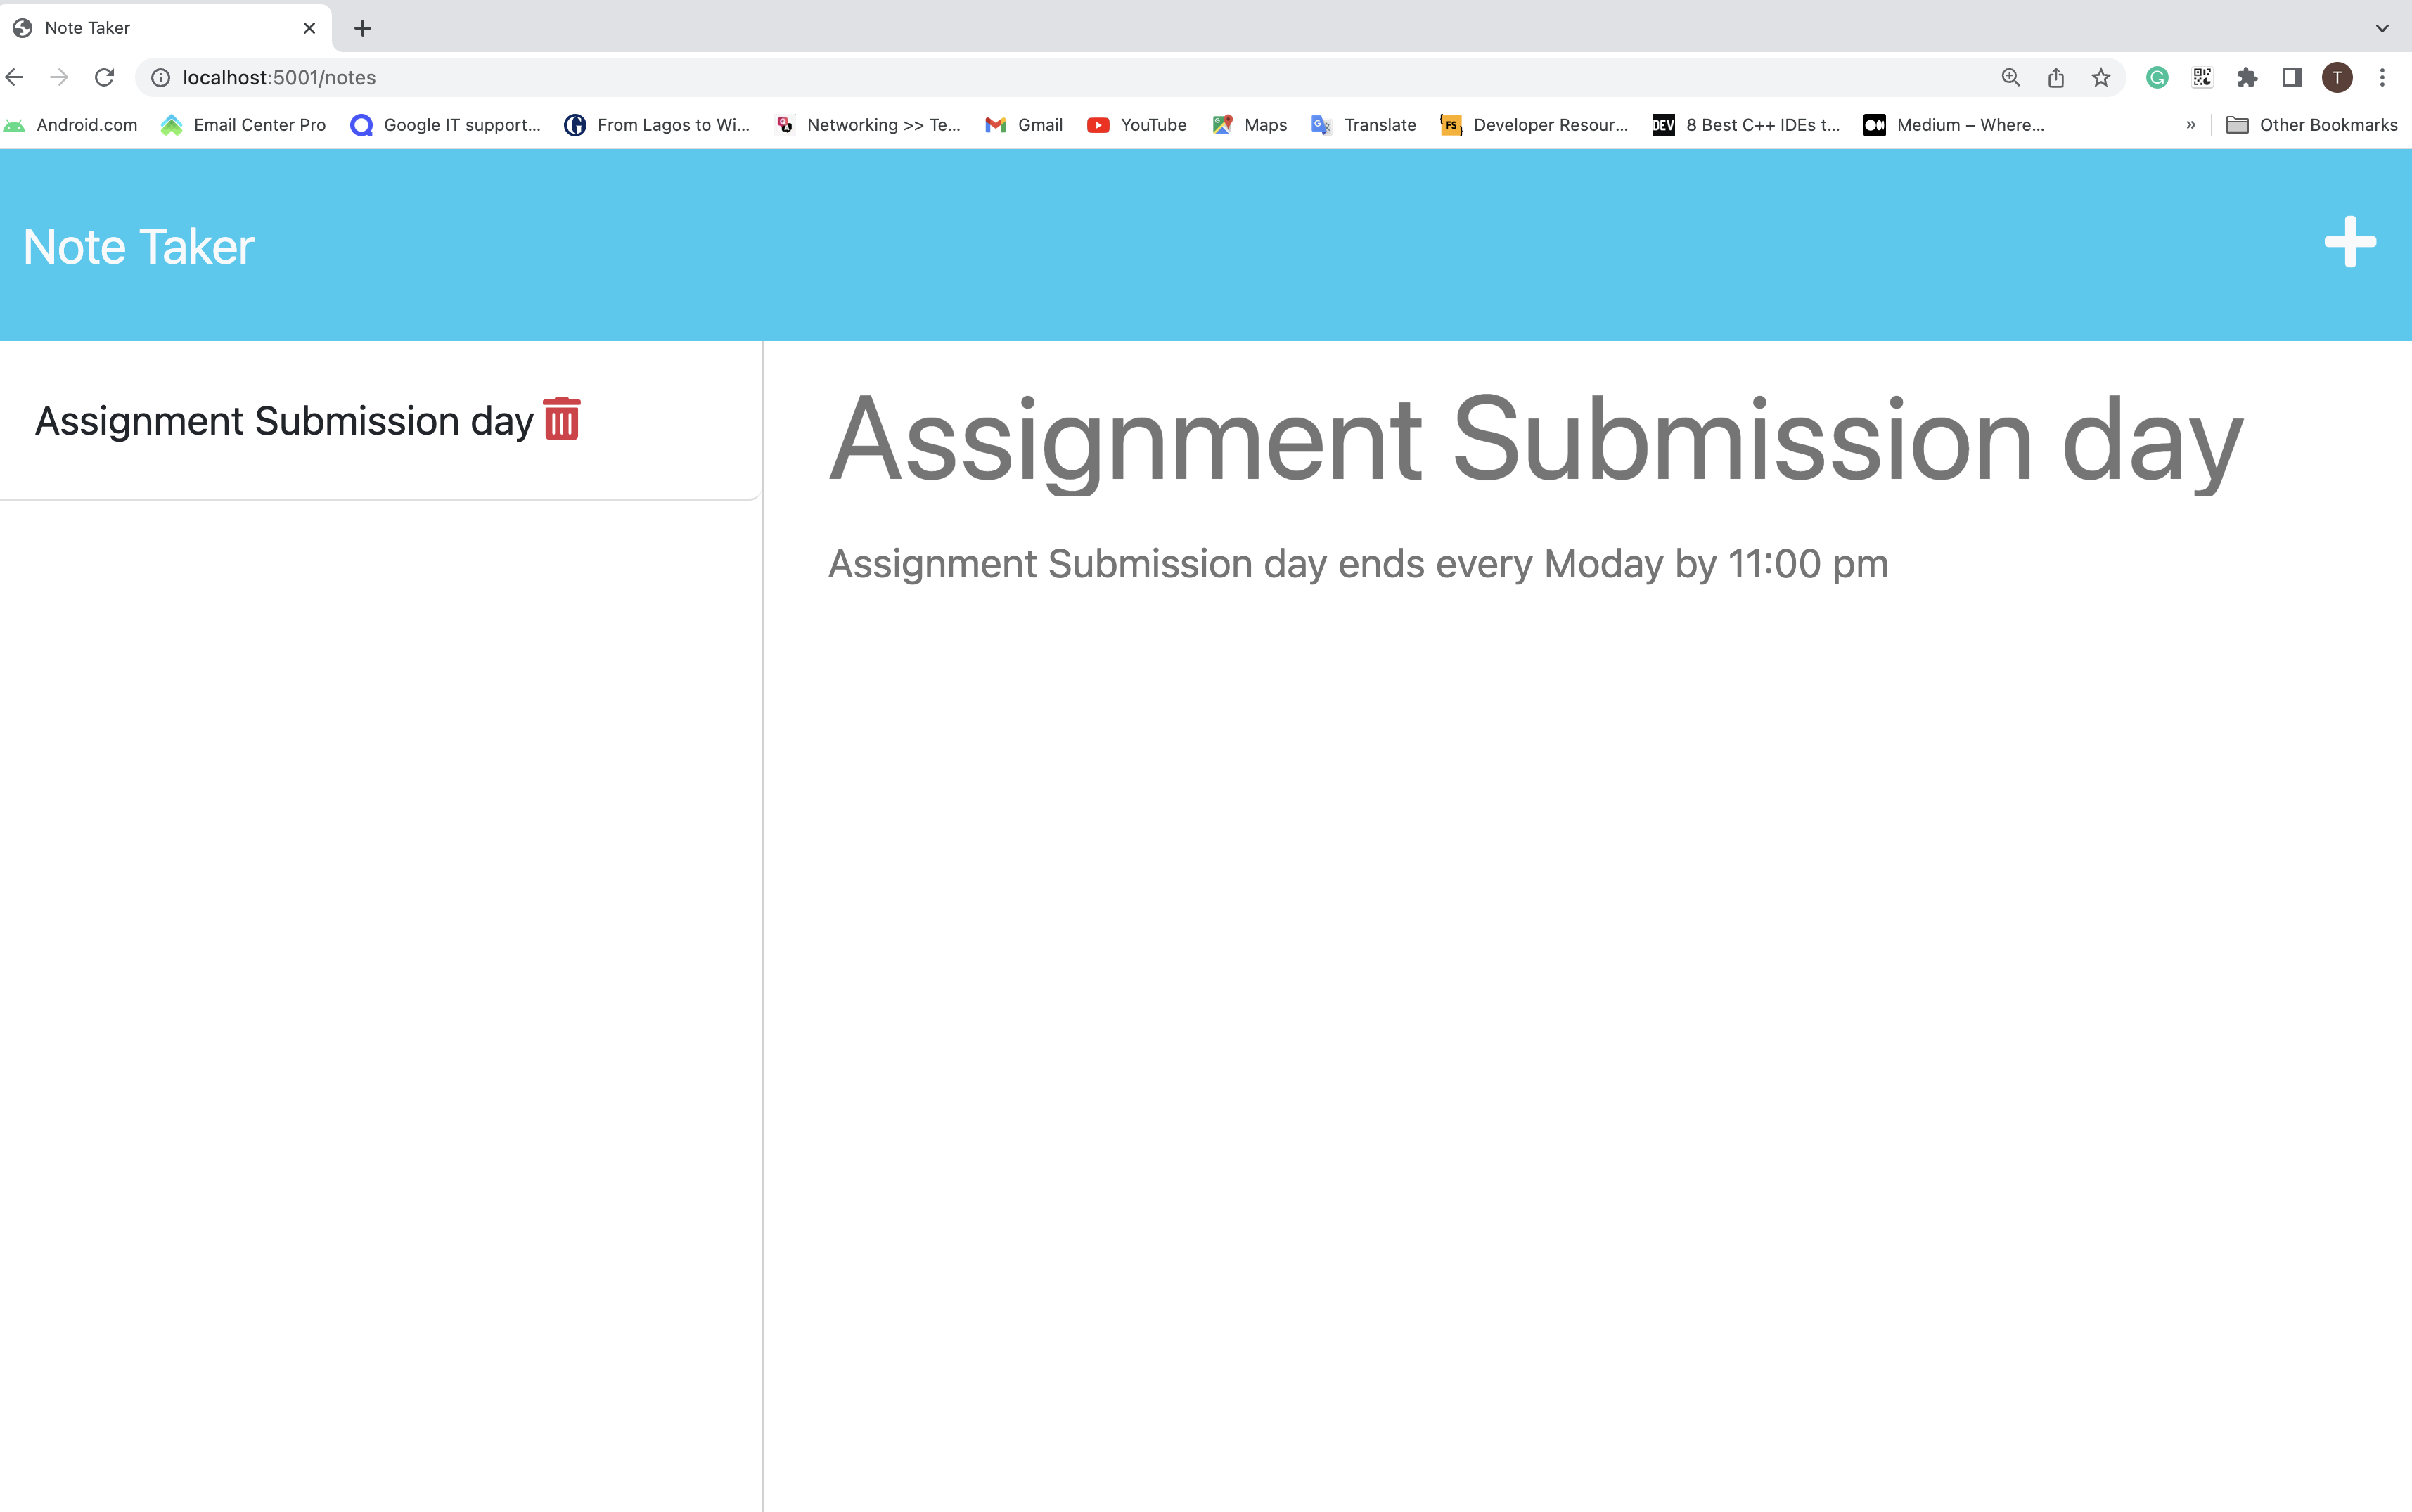 Note Taker
localhost:5001/notes
T
Android.com Email Center Pro Google IT support... From Lagos to Wi... Networking >> Te... Gmail YouTube Maps Translate FS Developer Resour... DEV 8 Best C++ IDEs t... Medium – Where... » Other Bookmarks
Note Taker
Assignment Submission day
Assignment Submission day
Assignment Submission day ends every Moday by 11:00 pm